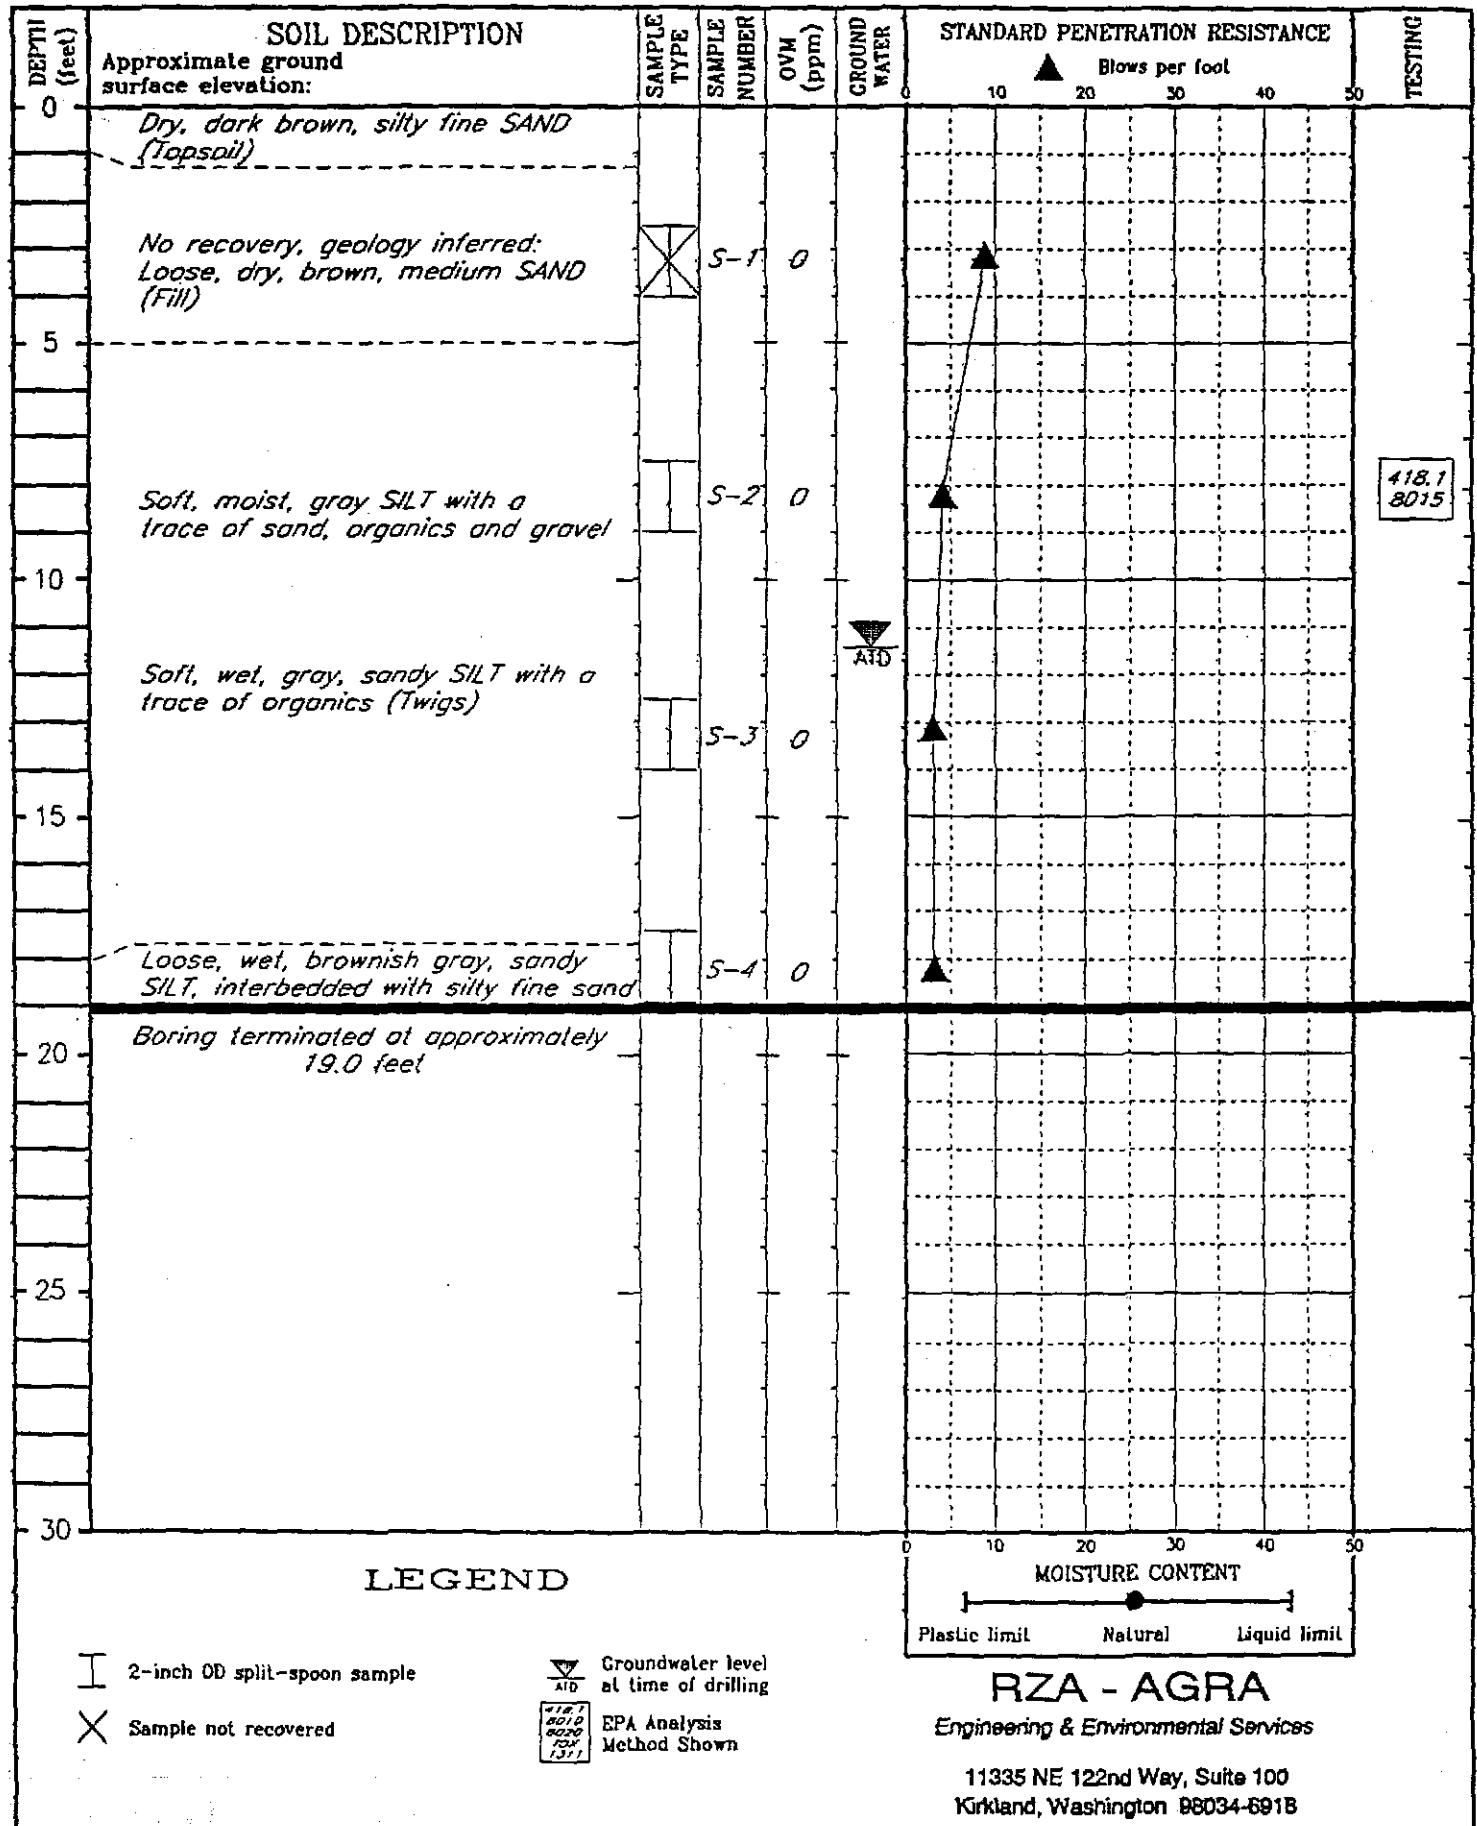 DEPTH (feet)
SOIL DESCRIPTION
Approximate ground
surface elevation:
SAMPLE TYPE
SAMPLE NUMBER
OVM (ppm)
GROUND WATER
STANDARD PENETRATION RESISTANCE
▲ Blows per foot
TESTING
0 10 20 30 40 50
0
Dry, dark brown, silty fine SAND
(Topsoil)
No recovery, geology inferred:
Loose, dry, brown, medium SAND
(Fill)
S-1 0
5
Soft, moist, gray SILT with a
trace of sand, organics and gravel
S-2 0
418.1
8015
10
ATD
Soft, wet, gray, sandy SILT with a
trace of organics (Twigs)
S-3 0
15
Loose, wet, brownish gray, sandy
SILT, interbedded with silty fine sand
S-4 0
Boring terminated at approximately
19.0 feet
20
25
30
0 10 20 30 40 50
MOISTURE CONTENT
Plastic limit Natural Liquid limit
LEGEND
2-inch OD split-spoon sample
Sample not recovered
ATD
Groundwater level
at time of drilling
418.1
8010
8020
TOX
1311
EPA Analysis
Method Shown
RZA - AGRA
Engineering & Environmental Services
11335 NE 122nd Way, Suite 100
Kirkland, Washington 98034-6918